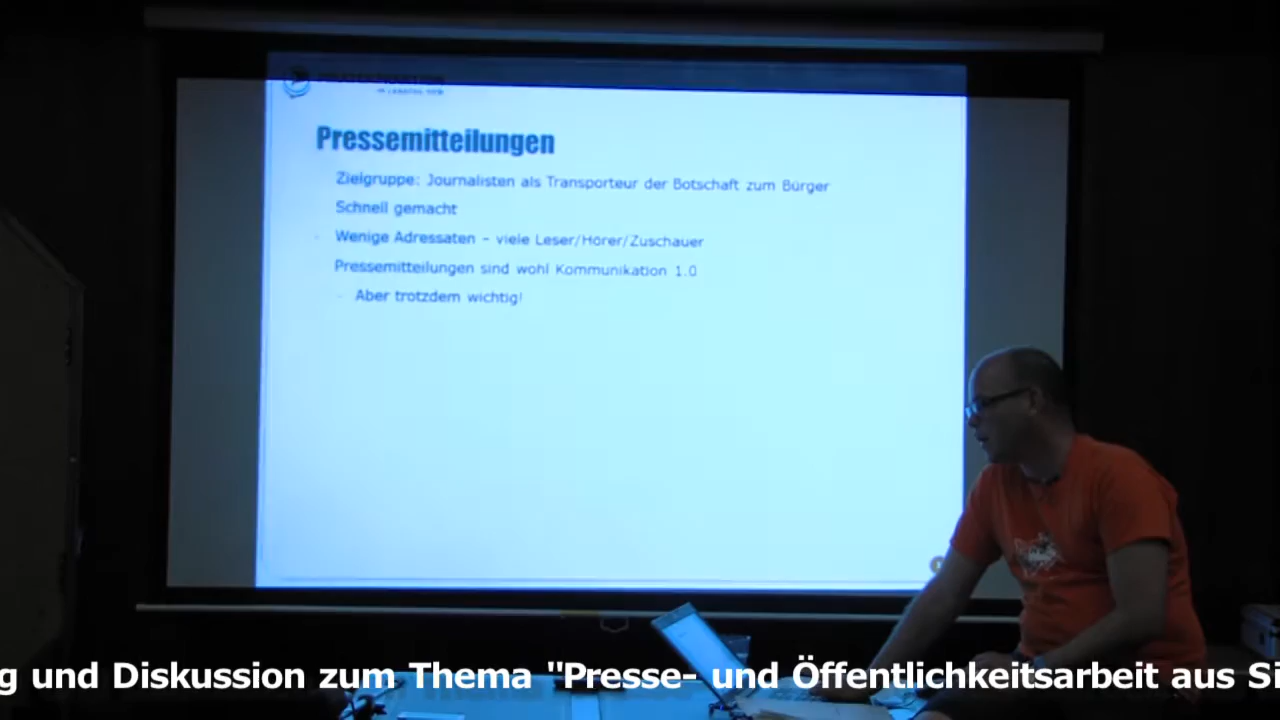 Pressemitteilungen
Zielgruppe: Journalisten als Transporteur der Botschaft zum Bürger
Schnell gemacht
- Wenige Adressaten – viele Leser/Hörer/Zuschauer
Pressemitteilungen sind wohl Kommunikation 1.0
- Aber trotzdem wichtig!
g und Diskussion zum Thema "Presse- und Öffentlichkeitsarbeit aus Si